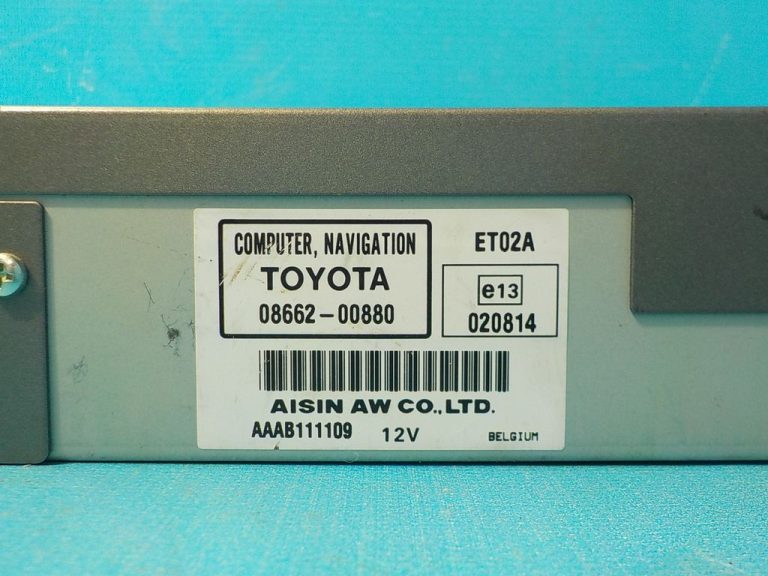 COMPUTER, NAVIGATION
TOYOTA
08662-00880
ET02A
e13
020814
AISIN AW CO.,LTD.
AAAB111109 12V BELGIUM